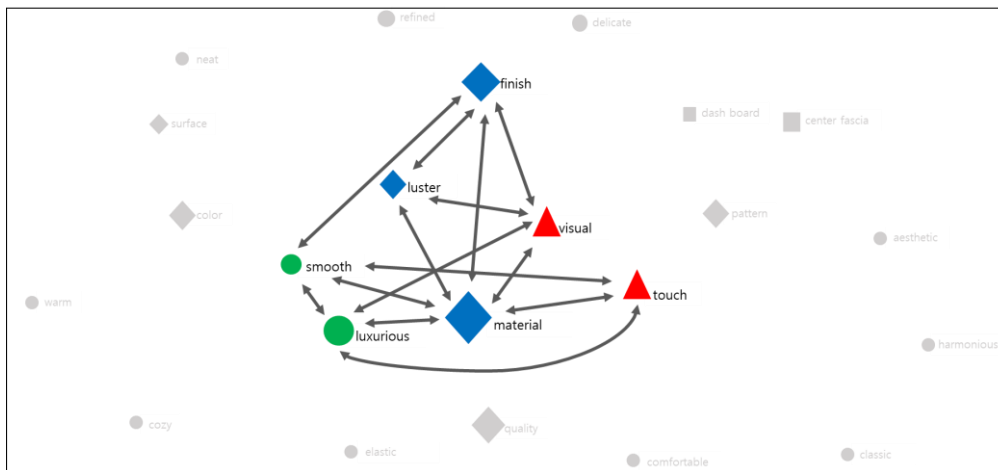 refined
delicate
neat
finish
dash board
center fascia
surface
luster
color
pattern
visual
aesthetic
smooth
touch
warm
material
luxurious
harmonious
cozy
quality
elastic
classic
comfortable